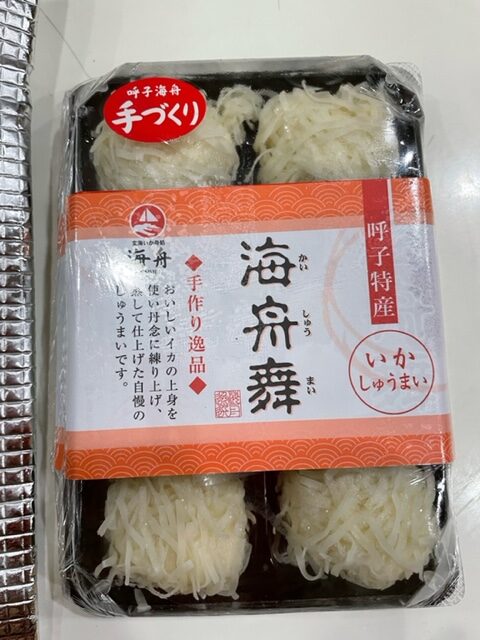 呼子海舟
手づくり
呼子特産
いか
しゅうまい
海舟舞
かい
しゅう
まい
◆手作り逸品◆
おいしいイカの上身を
使い丹念に練り上げ、
蒸して仕上げた自慢の
しゅうまいです。
玄海いか専処
海舟